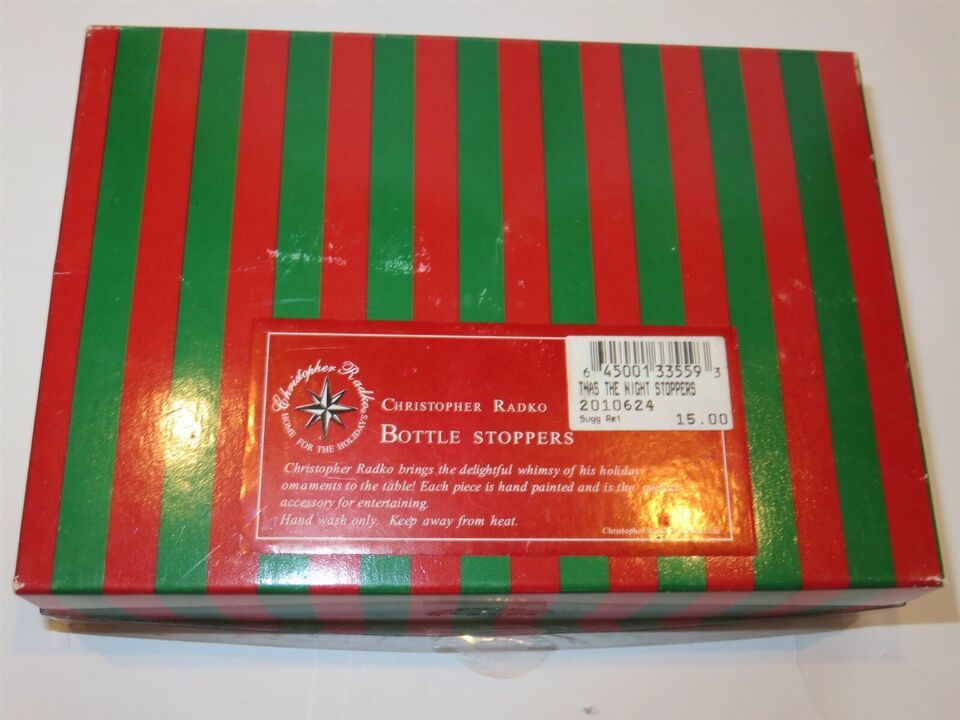 Christopher Radko
HOME FOR THE HOLIDAYS
CHRISTOPHER RADKO
BOTTLE STOPPERS
6 45001 33559 3
TWAS THE NIGHT STOPPERS
2010624
Sugg Ret 15.00
Christopher Radko brings the delightful whimsy of his holiday
ornaments to the table! Each piece is hand painted and is the perfect
accessory for entertaining.
Hand wash only. Keep away from heat.
Christopher